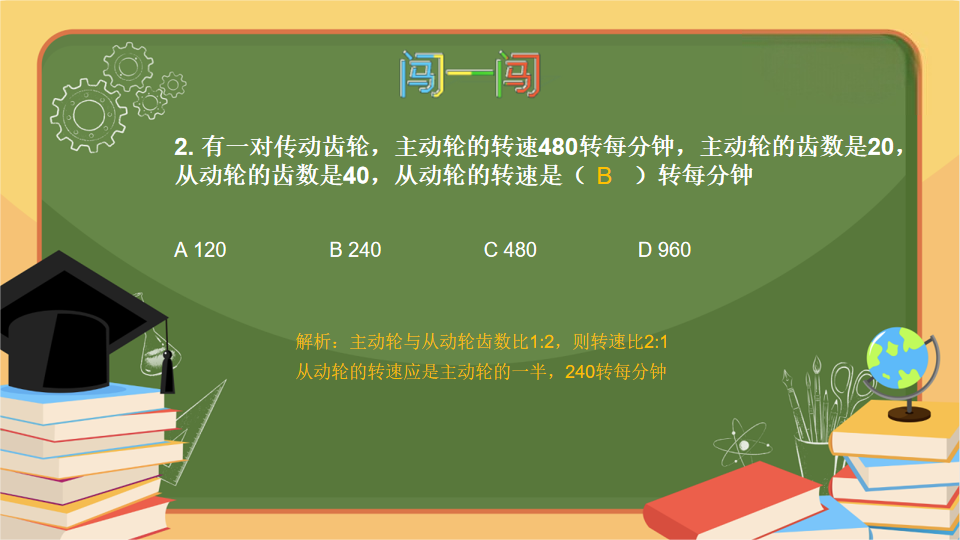 闯一闯
2. 有一对传动齿轮，主动轮的转速480转每分钟，主动轮的齿数是20，
从动轮的齿数是40，从动轮的转速是（ B ）转每分钟
A 120 B 240 C 480 D 960
解析：主动轮与从动轮齿数比1:2，则转速比2:1
从动轮的转速应是主动轮的一半，240转每分钟